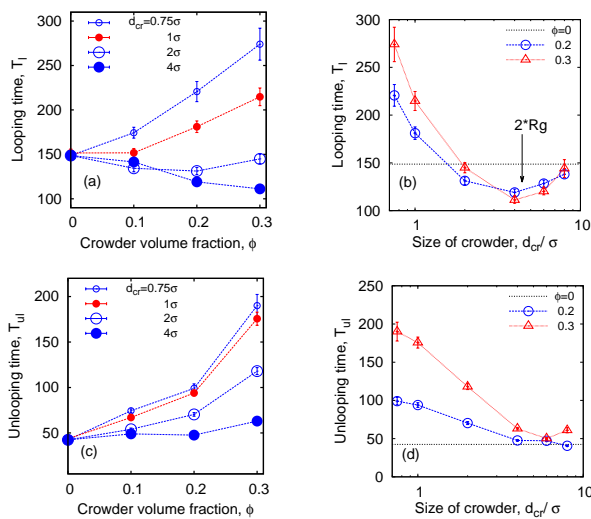 d_cr=0.75σ
1σ
2σ
4σ
300
250
200
150
100
Looping time, T_l
(a)
0
0.1
0.2
0.3
Crowder volume fraction, ϕ
ϕ=0
0.2
0.3
300
250
200
150
100
Looping time, T_l
2*Rg
(b)
1
10
Size of crowder, d_cr/ σ
d_cr=0.75σ
1σ
2σ
4σ
200
150
100
50
Unlooping time, T_ul
(c)
0
0.1
0.2
0.3
Crowder volume fraction, ϕ
ϕ=0
0.2
0.3
250
200
150
100
50
0
Unlooping time, T_ul
(d)
1
10
Size of crowder, d_cr/ σ